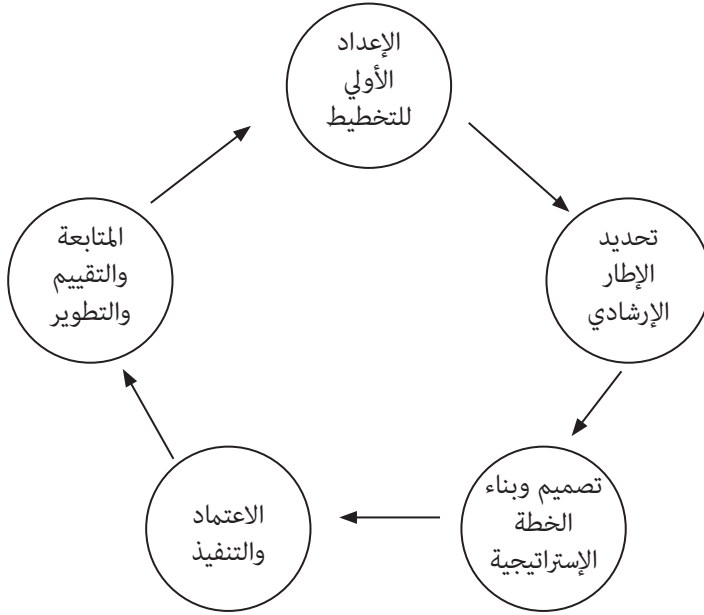 الإعداد
الأولي
للتخطيط
تحديد
الإطار
الإرشادي
تصميم وبناء
الخطة
الإستراتيجية
الاعتماد
والتنفيذ
المتابعة
والتقييم
والتطوير